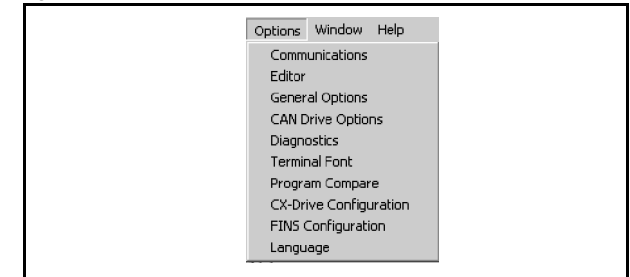 Options Window Help
Communications
Editor
General Options
CAN Drive Options
Diagnostics
Terminal Font
Program Compare
CX-Drive Configuration
FINS Configuration
Language